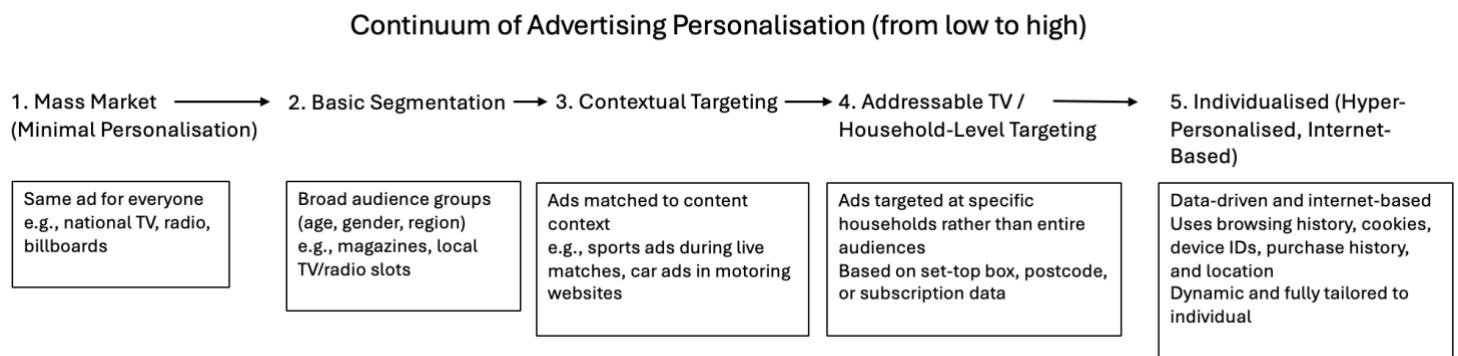 Continuum of Advertising Personalisation (from low to high)
1. Mass Market
(Minimal Personalisation)
Same ad for everyone
e.g., national TV, radio,
billboards
2. Basic Segmentation
Broad audience groups
(age, gender, region)
e.g., magazines, local
TV/radio slots
3. Contextual Targeting
Ads matched to content
context
e.g., sports ads during live
matches, car ads in motoring
websites
4. Addressable TV /
Household-Level Targeting
Ads targeted at specific
households rather than entire
audiences
Based on set-top box, postcode,
or subscription data
5. Individualised (Hyper-
Personalised, Internet-
Based)
Data-driven and internet-based
Uses browsing history, cookies,
device IDs, purchase history,
and location
Dynamic and fully tailored to
individual